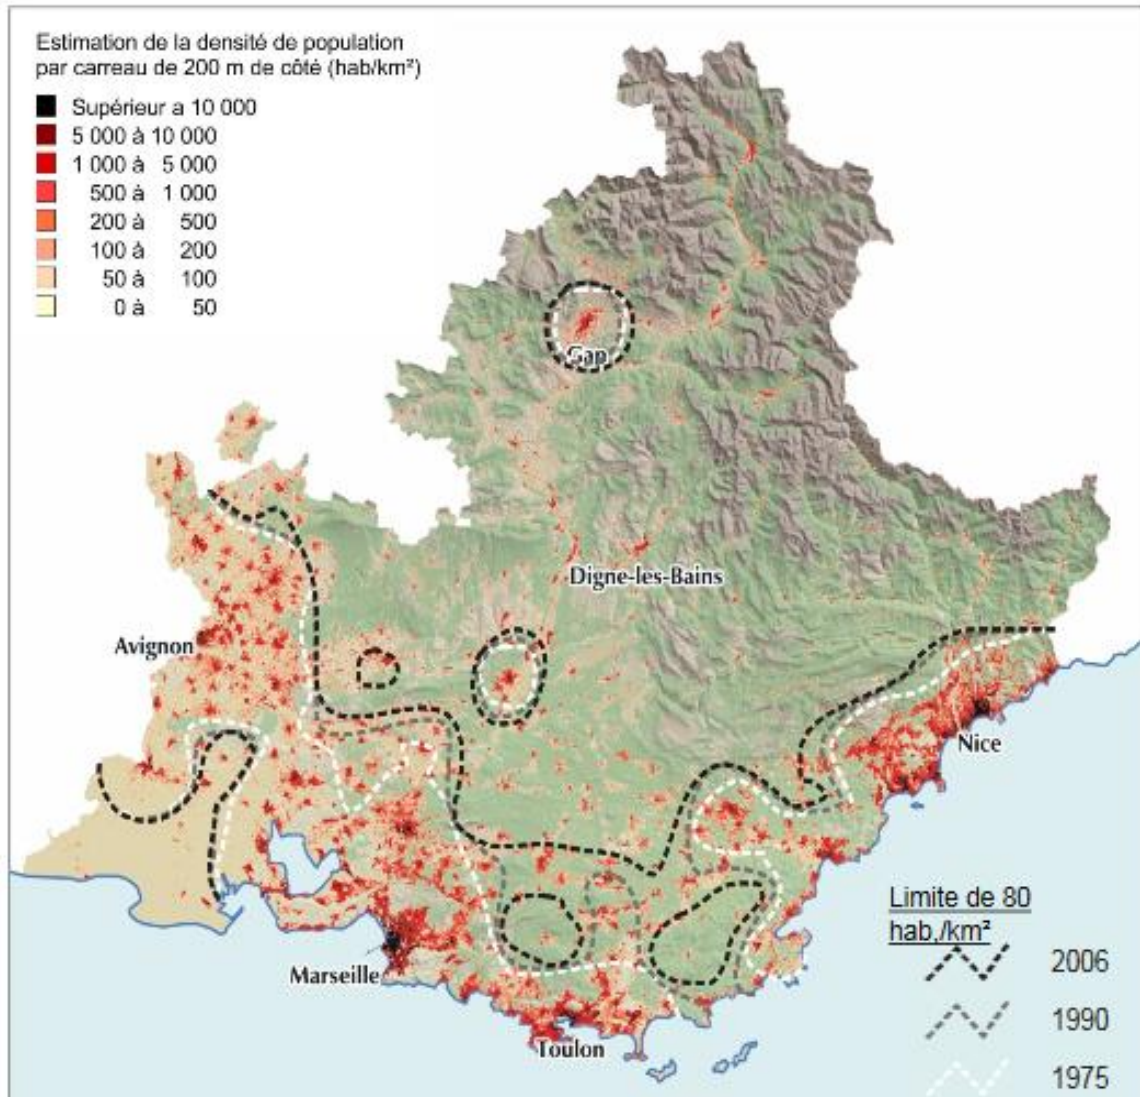 Estimation de la densité de population
par carreau de 200 m de côté (hab/km²)
Supérieur a 10 000
5 000 à 10 000
1 000 à 5 000
500 à 1 000
200 à 500
100 à 200
50 à 100
0 à 50
Gap
Digne-les-Bains
Avignon
Nice
Marseille
Toulon
Limite de 80
hab,/km²
2006
1990
1975